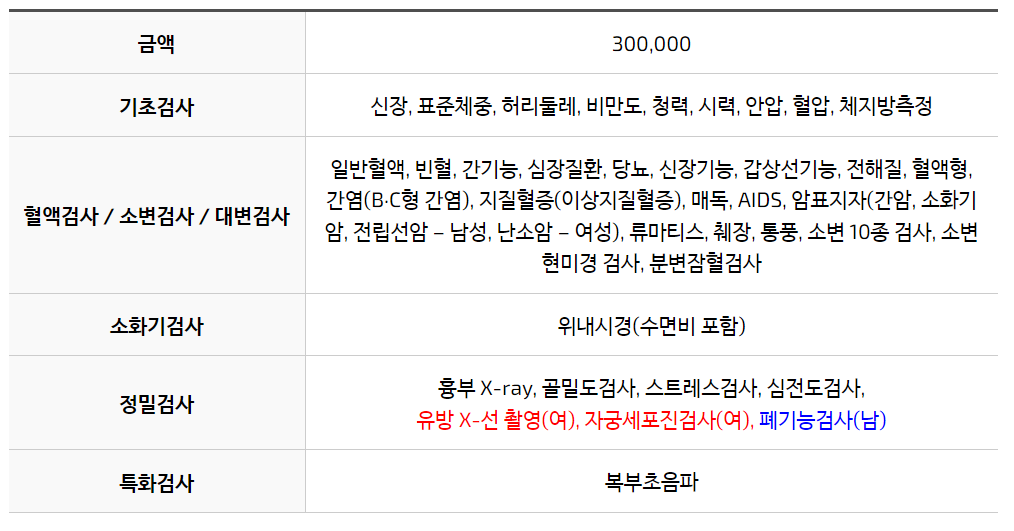 금액
300,000
기초검사
신장, 표준체중, 허리둘레, 비만도, 청력, 시력, 안압, 혈압, 체지방측정
혈액검사 / 소변검사 / 대변검사
일반혈액, 빈혈, 간기능, 심장질환, 당뇨, 신장기능, 갑상선기능, 전해질, 혈액형,
간염(B·C형 간염), 지질혈증(이상지질혈증), 매독, AIDS, 암표지자(간암, 소화기
암, 전립선암 – 남성, 난소암 – 여성), 류마티스, 췌장, 통풍, 소변 10종 검사, 소변
현미경 검사, 분변잠혈검사
소화기검사
위내시경(수면비 포함)
정밀검사
흉부 X-ray, 골밀도검사, 스트레스검사, 심전도검사,
유방 X-선 촬영(여), 자궁세포진검사(여), 폐기능검사(남)
특화검사
복부초음파